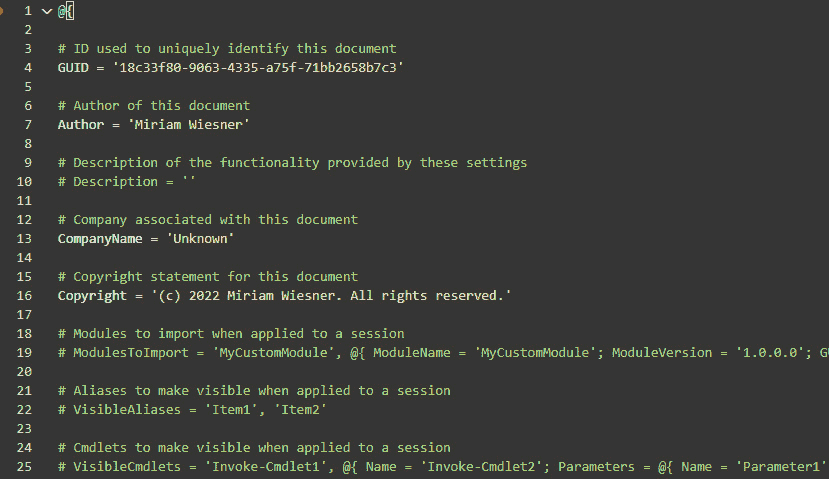 1 @{
2
3 # ID used to uniquely identify this document
4 GUID = '18c33f80-9063-4335-a75f-71bb2658b7c3'
5
6 # Author of this document
7 Author = 'Miriam Wiesner'
8
9 # Description of the functionality provided by these settings
10 # Description = ''
11
12 # Company associated with this document
13 CompanyName = 'Unknown'
14
15 # Copyright statement for this document
16 Copyright = '(c) 2022 Miriam Wiesner. All rights reserved.'
17
18 # Modules to import when applied to a session
19 # ModulesToImport = 'MyCustomModule', @{ ModuleName = 'MyCustomModule'; ModuleVersion = '1.0.0.0'; GU
20
21 # Aliases to make visible when applied to a session
22 # VisibleAliases = 'Item1', 'Item2'
23
24 # Cmdlets to make visible when applied to a session
25 # VisibleCmdlets = 'Invoke-Cmdlet1', @{ Name = 'Invoke-Cmdlet2'; Parameters = @{ Name = 'Parameter1'